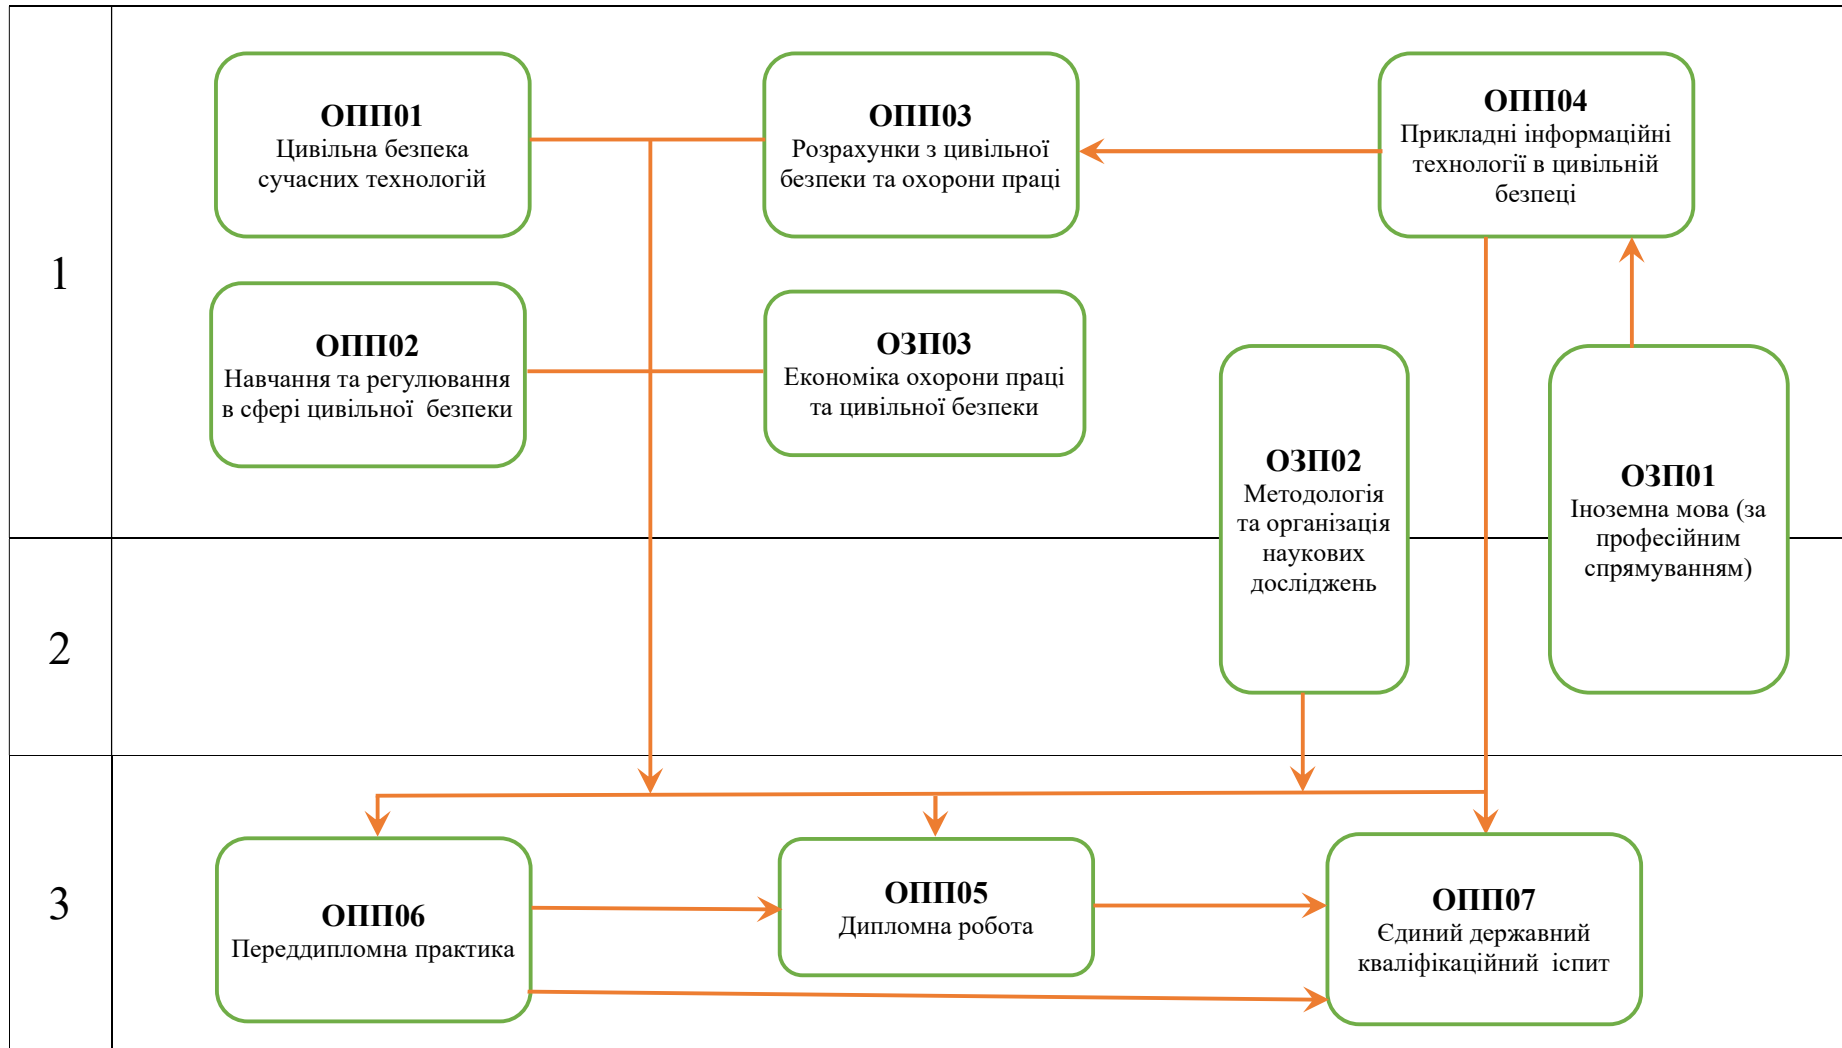 1
ОПП01
Цивільна безпека
сучасних технологій
ОПП03
Розрахунки з цивільної
безпеки та охорони праці
ОПП04
Прикладні інформаційні
технології в цивільній
безпеці
ОПП02
Навчання та регулювання
в сфері цивільної безпеки
ОЗП03
Економіка охорони праці
та цивільної безпеки
ОЗП02
Методологія
та організація
наукових
досліджень
ОЗП01
Іноземна мова (за
професійним
спрямуванням)
2
3
ОПП06
Переддипломна практика
ОПП05
Дипломна робота
ОПП07
Єдиний державний
кваліфікаційний іспит